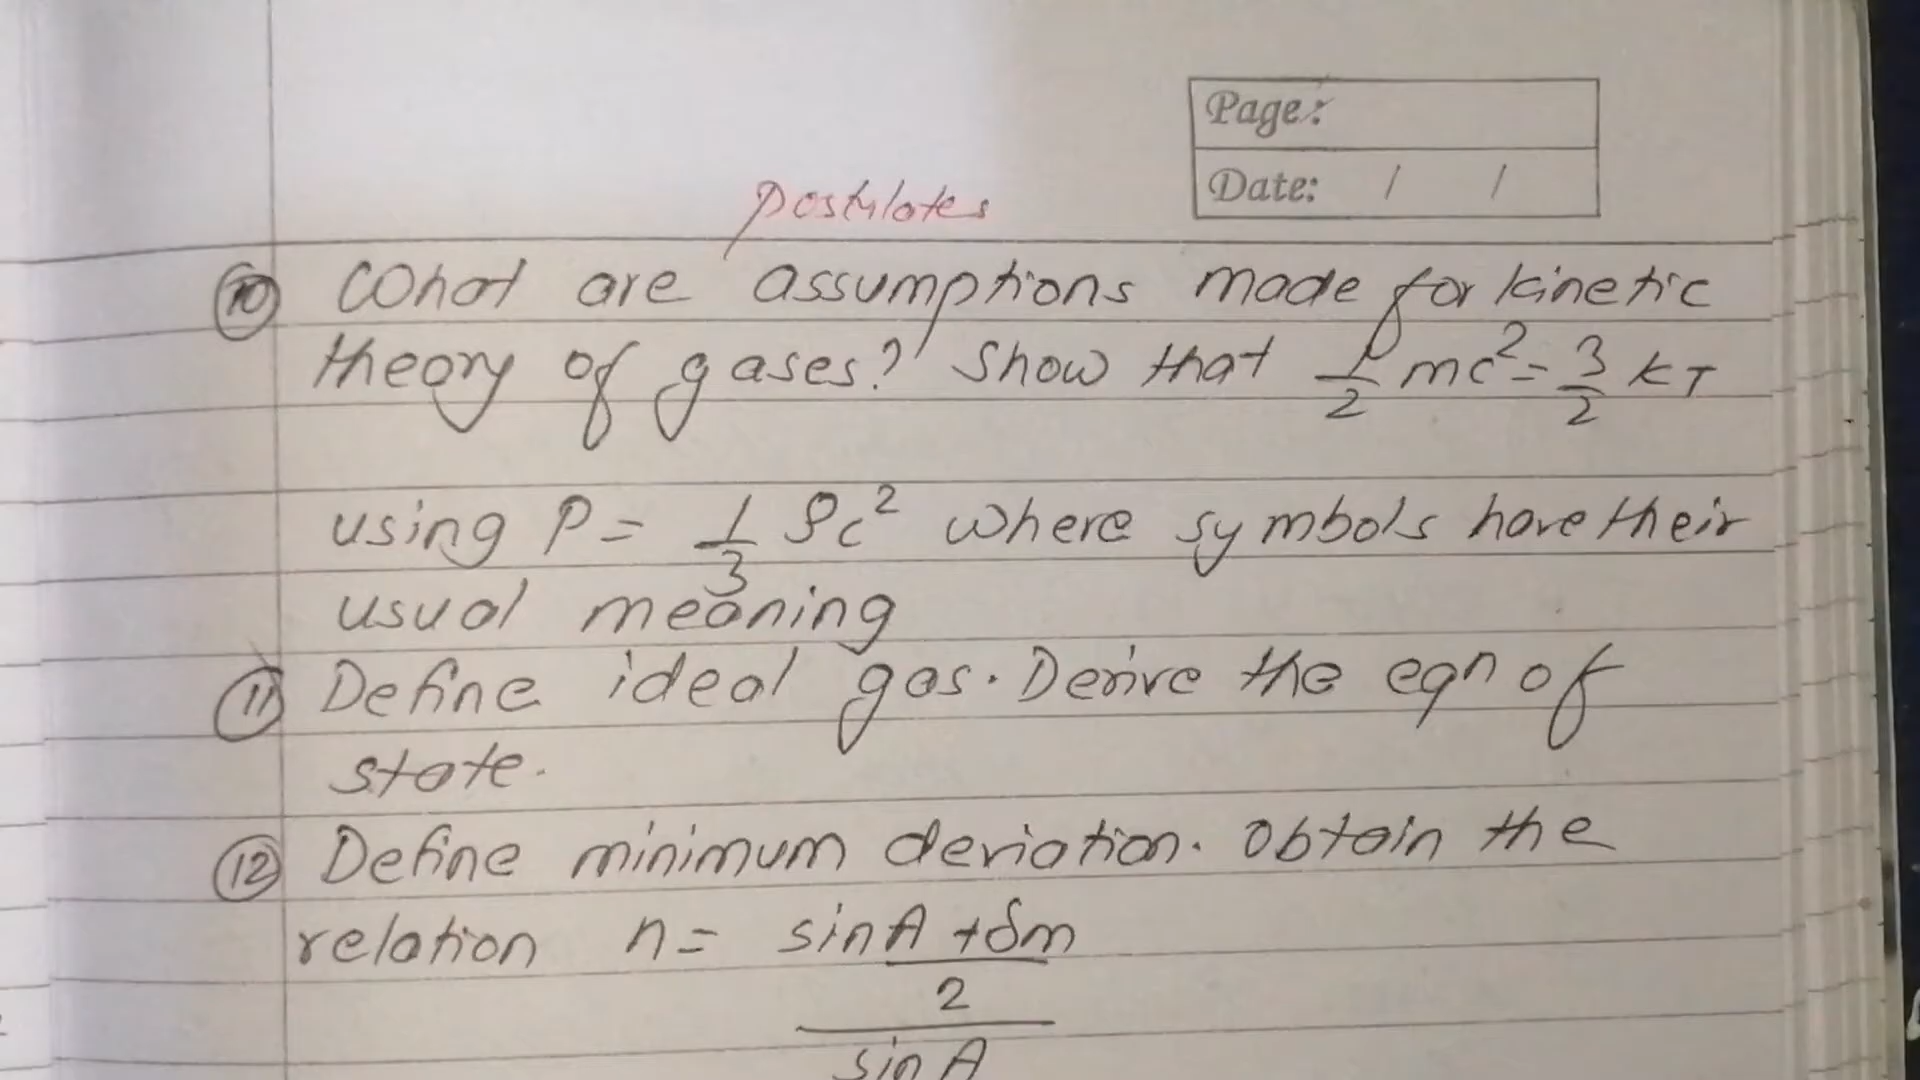 Page:
Date: / /
postulates
10 What are assumptions made for kinetic
theory of gases? Show that 1/2 mc² = 3/2 KT
using P = 1/3 ρc² where symbols have their
usual meaning
11 Define ideal gas. Derive the eqn of
state.
12 Define minimum deviation. Obtain the
relation n = sin A + δm
2
sin A